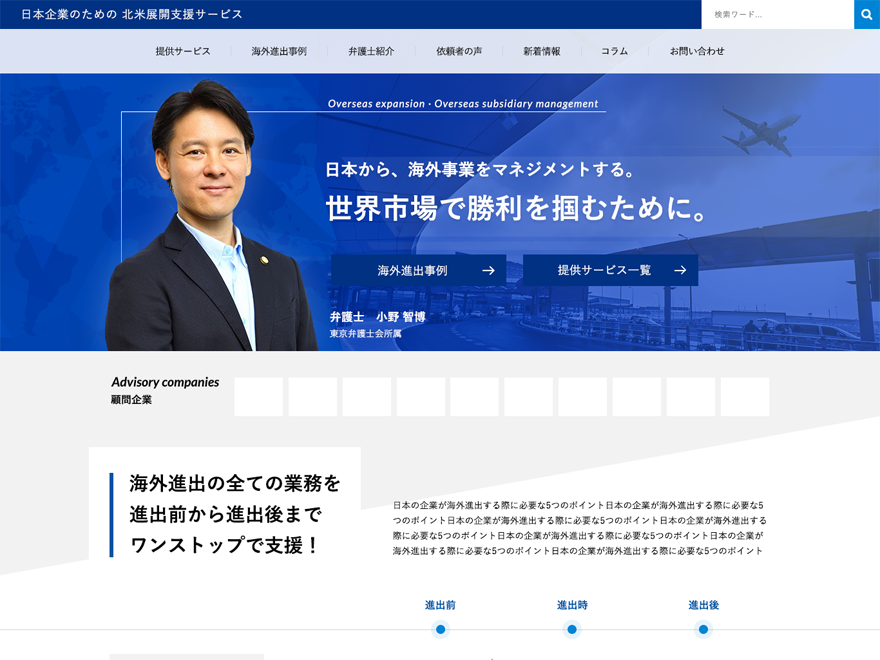 日本企業のための 北米展開支援サービス
検索ワード...
提供サービス
海外進出事例
弁護士紹介
依頼者の声
新着情報
コラム
お問い合わせ
Overseas expansion · Overseas subsidiary management
日本から、海外事業をマネジメントする。
世界市場で勝利を掴むために。
海外進出事例
提供サービス一覧
弁護士 小野 智博
東京弁護士会所属
Advisory companies
顧問企業
海外進出の全ての業務を
進出前から進出後まで
ワンストップで支援！
日本の企業が海外進出する際に必要な5つのポイント日本の企業が海外進出する際に必要な5
つのポイント日本の企業が海外進出する際に必要な5つのポイント日本の企業が海外進出する
際に必要な5つのポイント日本の企業が海外進出する際に必要な5つのポイント日本の企業が
海外進出する際に必要な5つのポイント日本の企業が海外進出する際に必要な5つのポイント
進出前
進出時
進出後